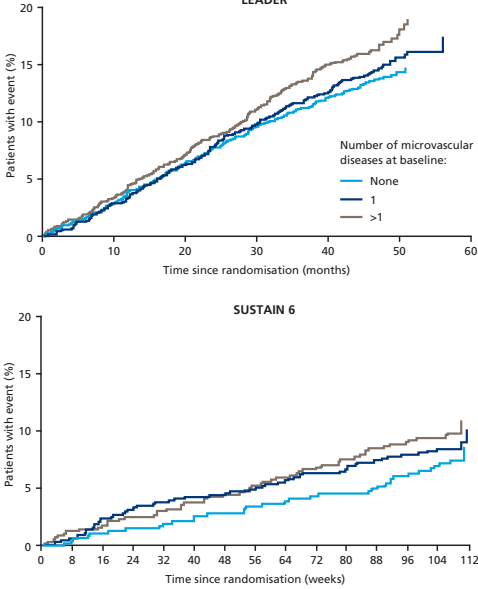 LEADER
20
15
10
5
0
Patients with event (%)
Number of microvascular
diseases at baseline:
None
1
>1
0 10 20 30 40 50 60
Time since randomisation (months)
SUSTAIN 6
20
15
10
5
0
Patients with event (%)
0 8 16 24 32 40 48 56 64 72 80 88 96 104 112
Time since randomisation (weeks)